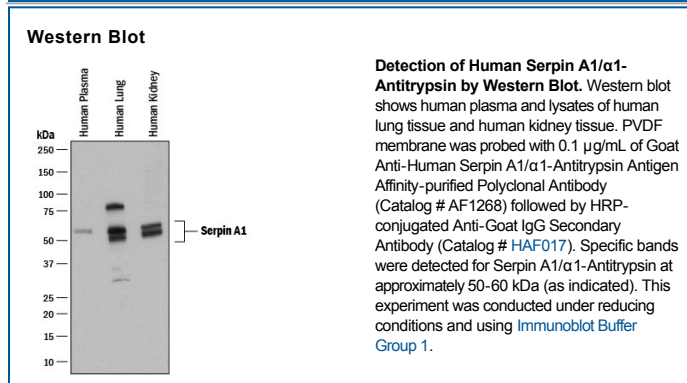 Western Blot
Human Plasma
Human Lung
Human Kidney
kDa
250
150
100
75
50
37
25
20
15
10
Serpin A1
Detection of Human Serpin A1/α1-
Antitrypsin by Western Blot. Western blot
shows human plasma and lysates of human
lung tissue and human kidney tissue. PVDF
membrane was probed with 0.1 µg/mL of Goat
Anti-Human Serpin A1/α1-Antitrypsin Antigen
Affinity-purified Polyclonal Antibody
(Catalog # AF1268) followed by HRP-
conjugated Anti-Goat IgG Secondary
Antibody (Catalog # HAF017). Specific bands
were detected for Serpin A1/α1-Antitrypsin at
approximately 50-60 kDa (as indicated). This
experiment was conducted under reducing
conditions and using Immunoblot Buffer
Group 1.